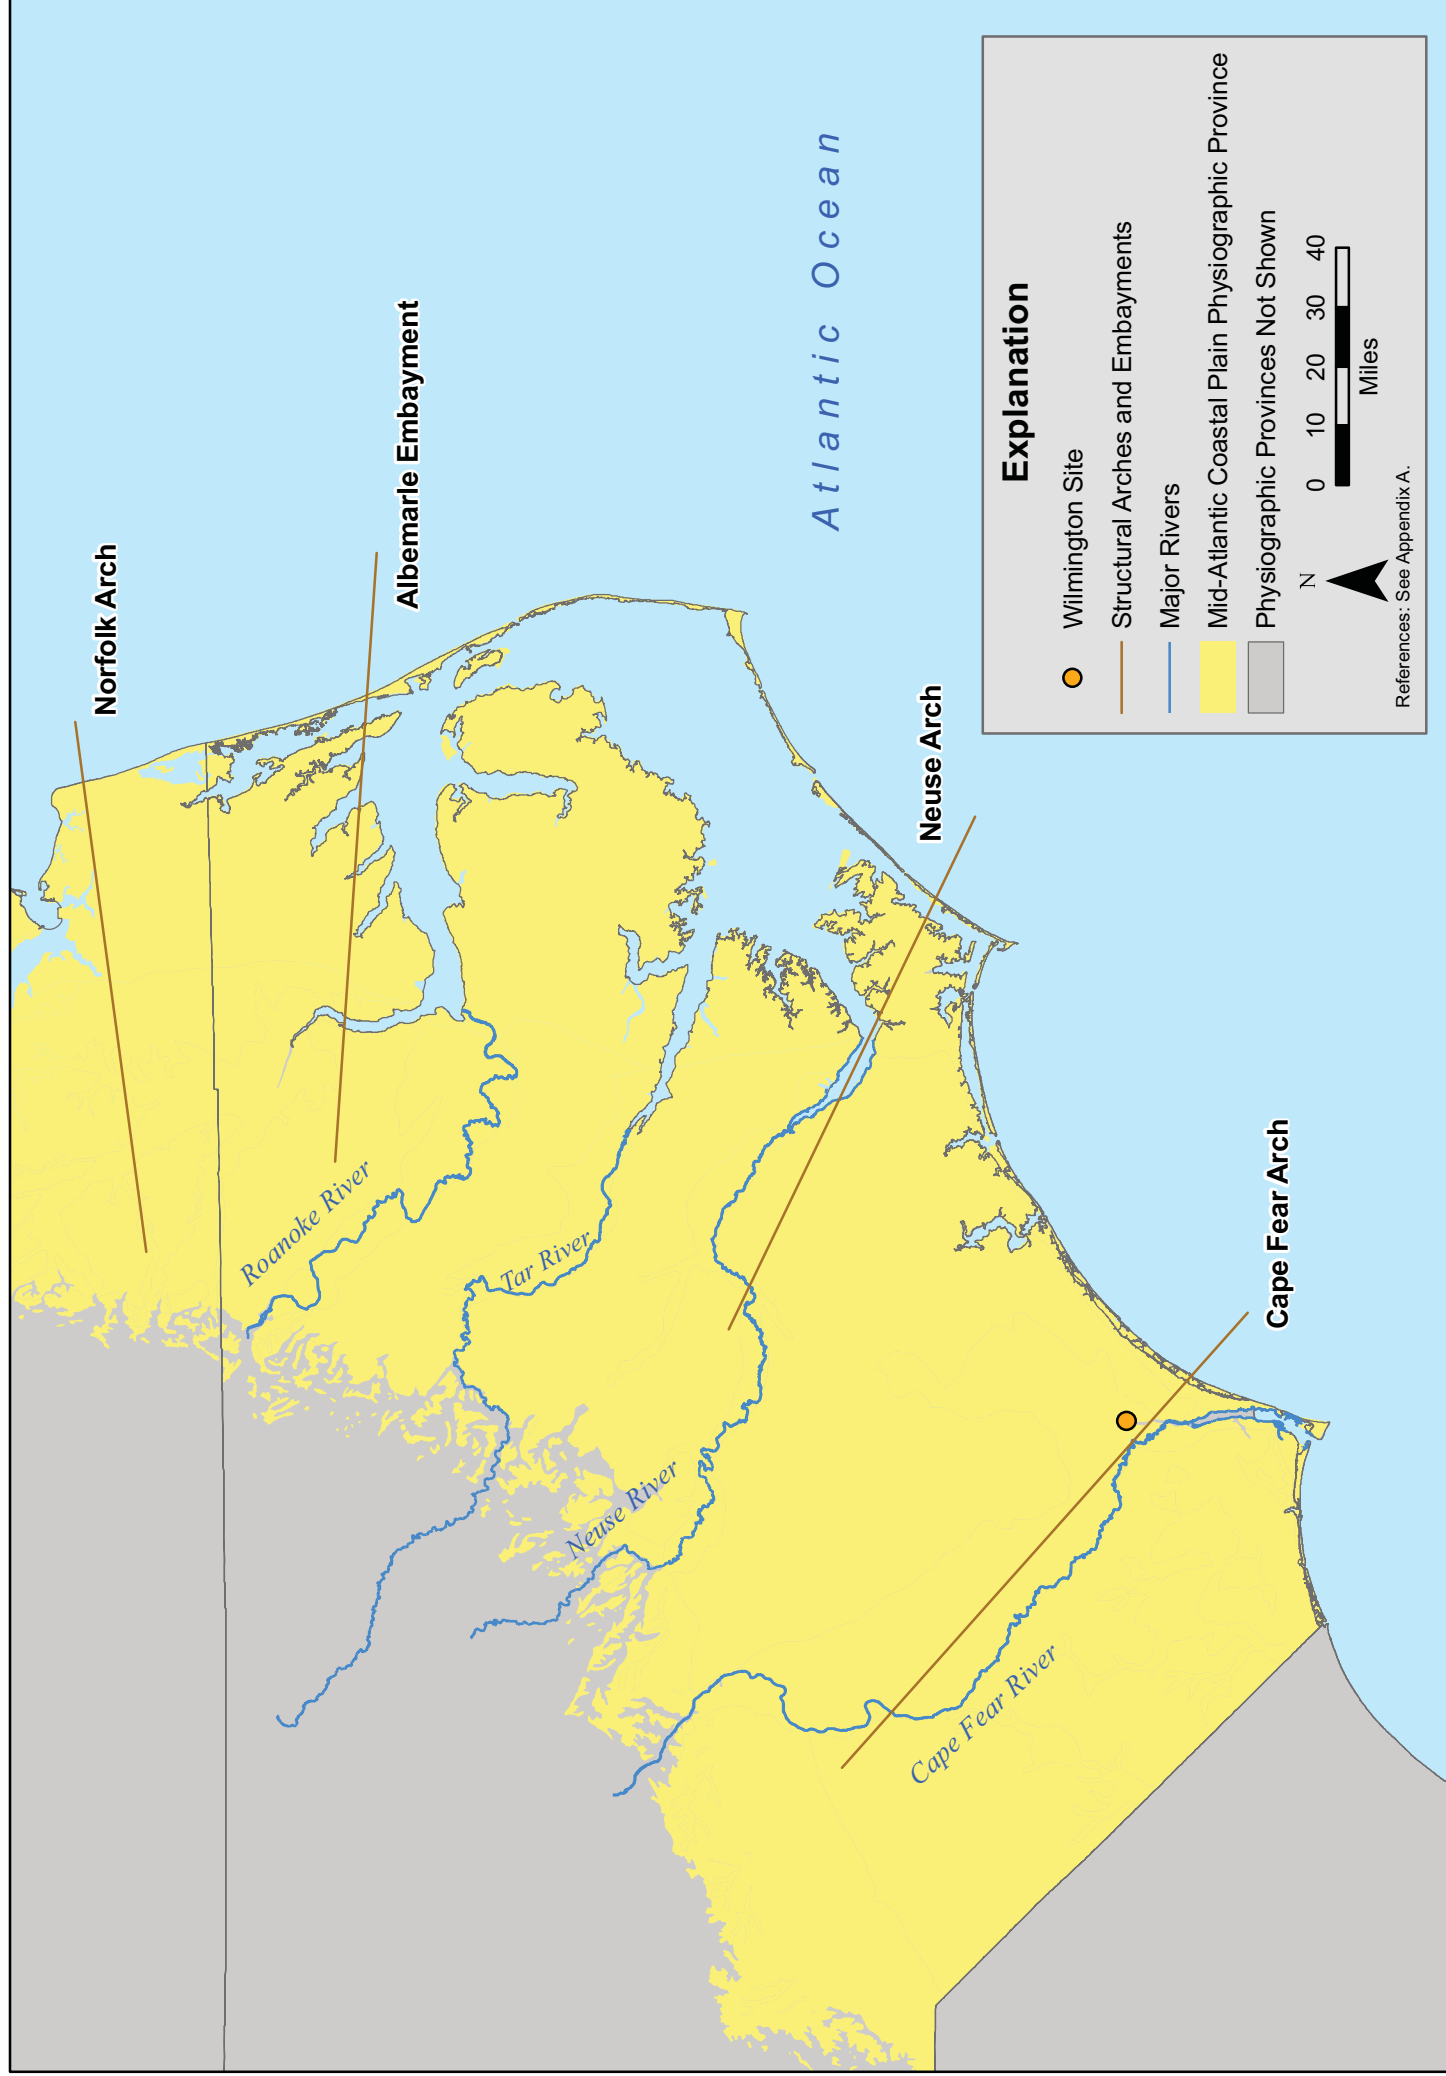 Norfolk Arch
Albemarle Embayment
Roanoke River
Tar River
Atlantic Ocean
Neuse River
Neuse Arch
Cape Fear River
Cape Fear Arch
Explanation
Wilmington Site
Structural Arches and Embayments
Major Rivers
Mid-Atlantic Coastal Plain Physiographic Province
Physiographic Provinces Not Shown
N
0 10 20 30 40
Miles
References: See Appendix A.